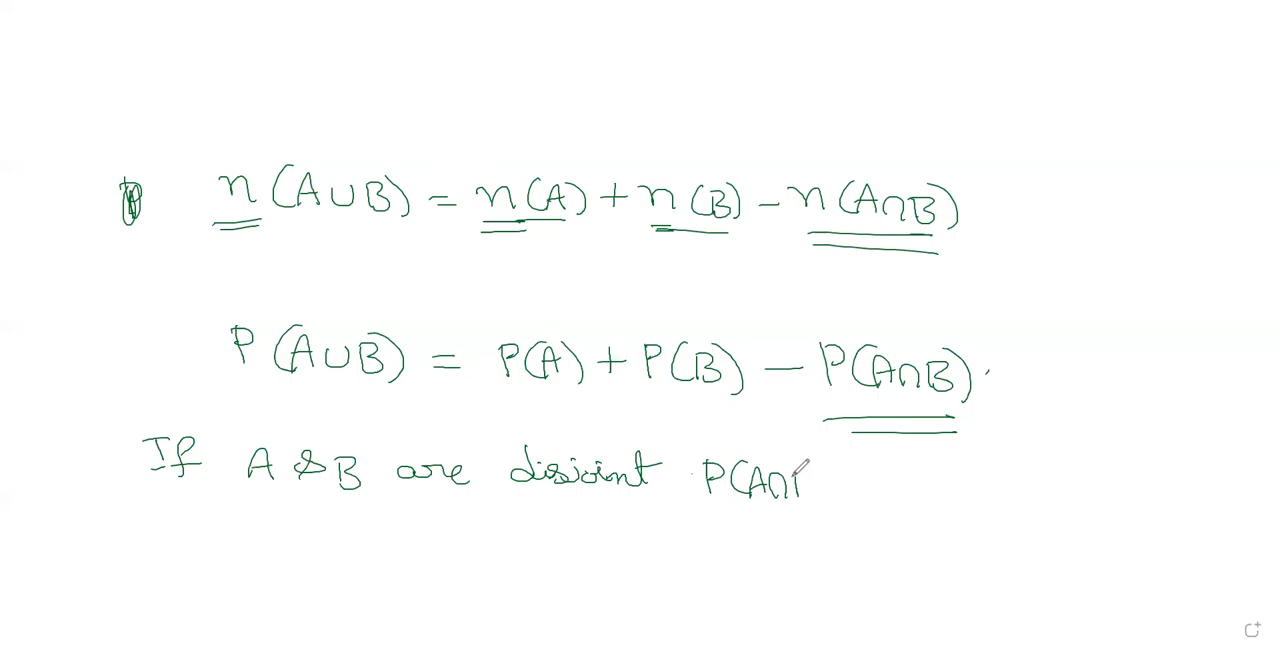 n(A∪B) = n(A) + n(B) - n(A∩B)
P(A∪B) = P(A) + P(B) - P(A∩B).
If A & B are disjoint P(A∩